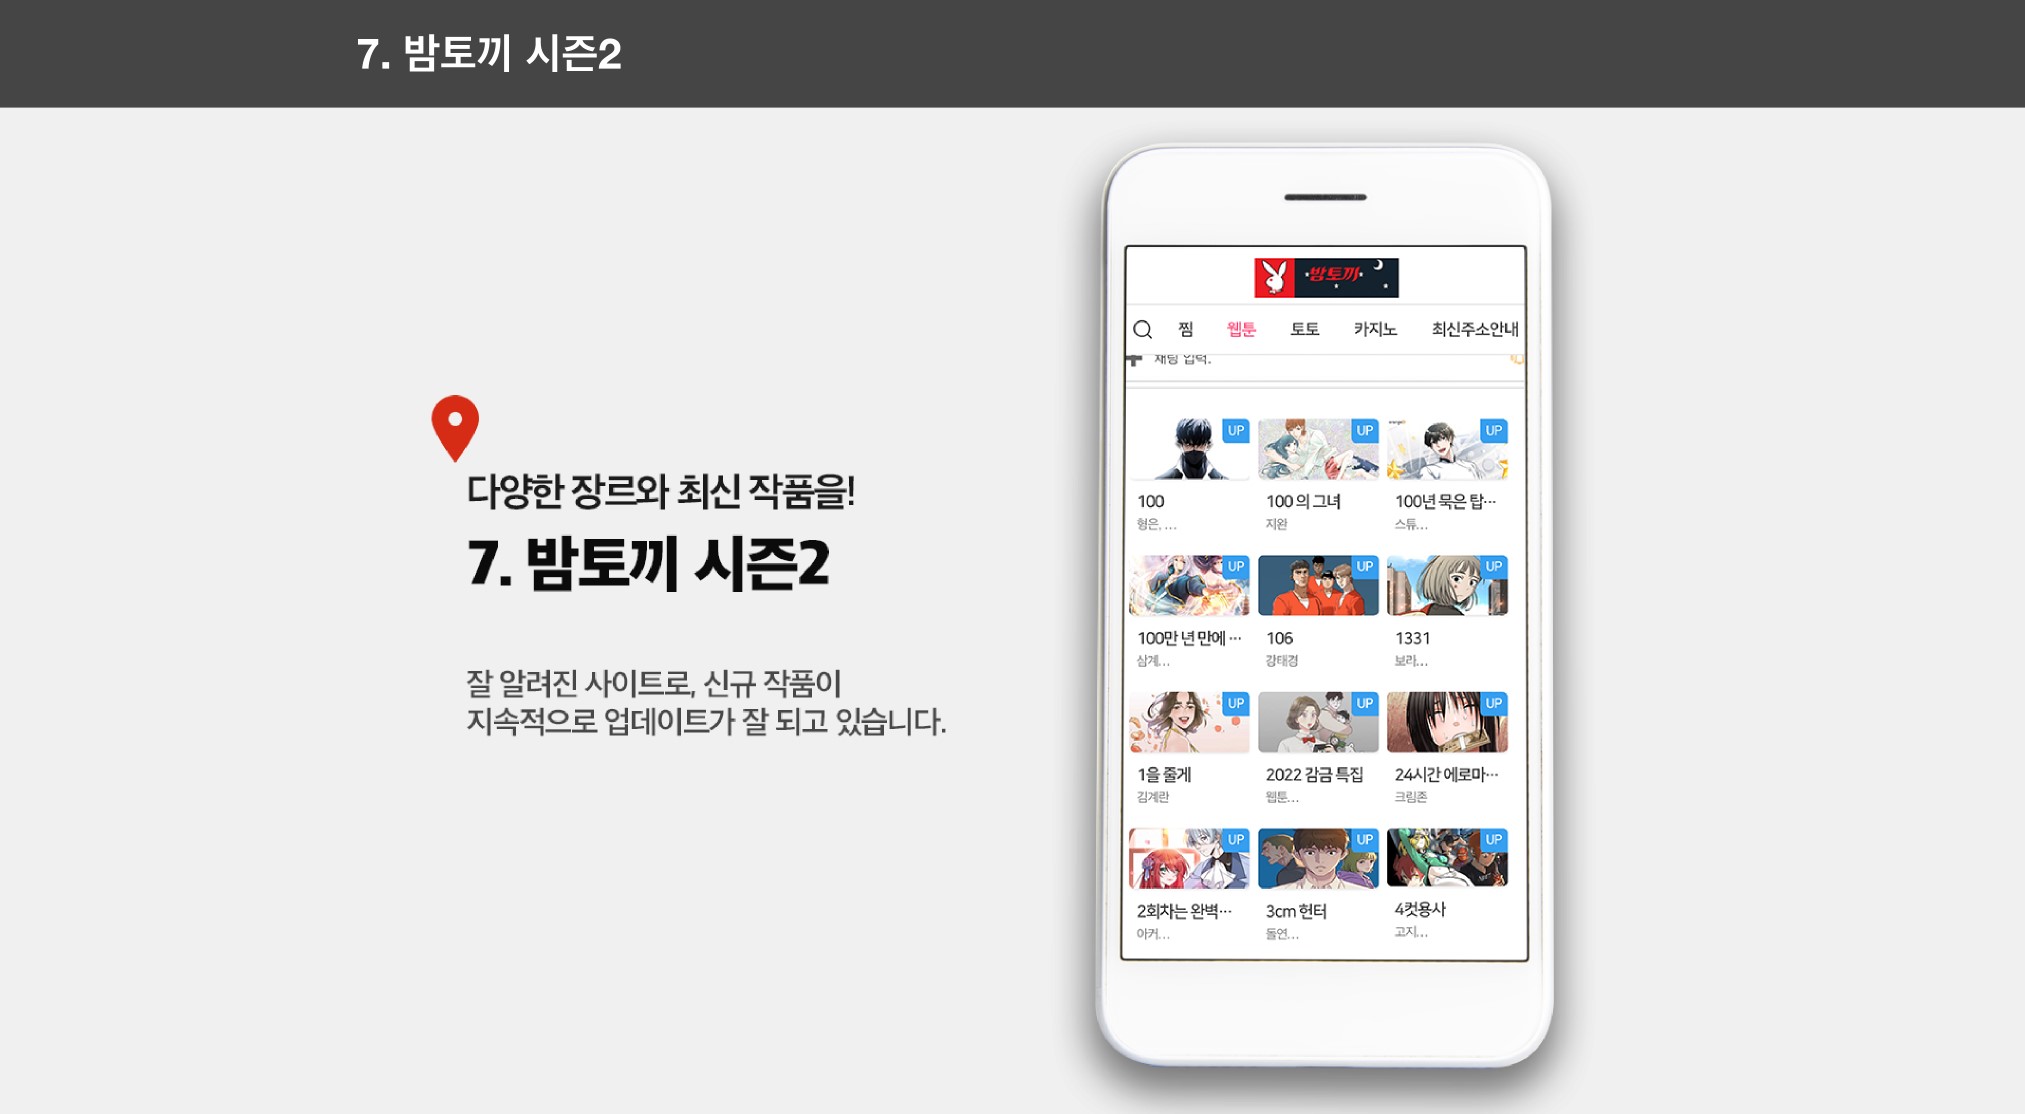 7. 밤토끼 시즌2
다양한 장르와 최신 작품을!
7. 밤토끼 시즌2
잘 알려진 사이트로, 신규 작품이
지속적으로 업데이트가 잘 되고 있습니다.
밤토끼
찜 웹툰 토토 카지노 최신주소안내
채팅 입력.
UP UP UP
100 100 의 그녀 100년 묵은 탑…
형은, ... 지완 스튜...
UP UP UP
100만 년 만에 … 106 1331
삼계... 강태경 보라...
UP UP UP
1을 줄게 2022 감금 특집 24시간 에로마…
김계란 웹툰... 크림존
UP UP UP
2회차는 완벽… 3cm 헌터 4컷용사
아커... 돌연... 고지...